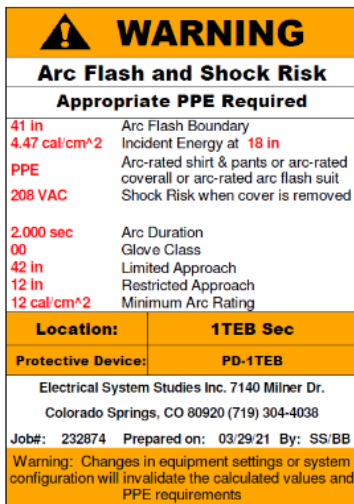 WARNING
Arc Flash and Shock Risk
Appropriate PPE Required
41 in Arc Flash Boundary
4.47 cal/cm^2 Incident Energy at 18 in
PPE Arc-rated shirt & pants or arc-rated
coverall or arc-rated arc flash suit
208 VAC Shock Risk when cover is removed
2.000 sec Arc Duration
00 Glove Class
42 in Limited Approach
12 in Restricted Approach
12 cal/cm^2 Minimum Arc Rating
Location: 1TEB Sec
Protective Device: PD-1TEB
Electrical System Studies Inc. 7140 Milner Dr.
Colorado Springs, CO 80920 (719) 304-4038
Job#: 232874 Prepared on: 03/29/21 By: SS/BB
Warning: Changes in equipment settings or system
configuration will invalidate the calculated values and
PPE requirements